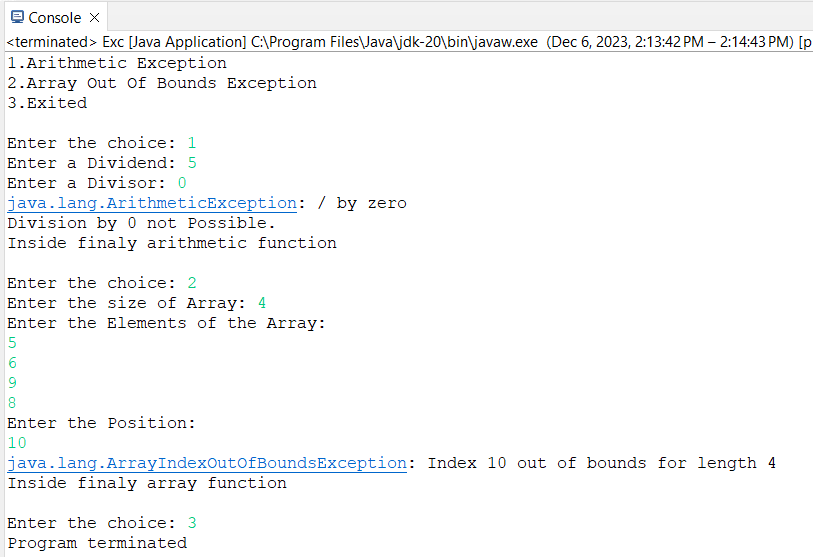 Console
<terminated> Exc [Java Application] C:\Program Files\Java\jdk-20\bin\javaw.exe (Dec 6, 2023, 2:13:42 PM – 2:14:43 PM) [p
1.Arithmetic Exception
2.Array Out Of Bounds Exception
3.Exited
Enter the choice: 1
Enter a Dividend: 5
Enter a Divisor: 0
java.lang.ArithmeticException: / by zero
Division by 0 not Possible.
Inside finaly arithmetic function
Enter the choice: 2
Enter the size of Array: 4
Enter the Elements of the Array:
5
6
9
8
Enter the Position:
10
java.lang.ArrayIndexOutOfBoundsException: Index 10 out of bounds for length 4
Inside finaly array function
Enter the choice: 3
Program terminated